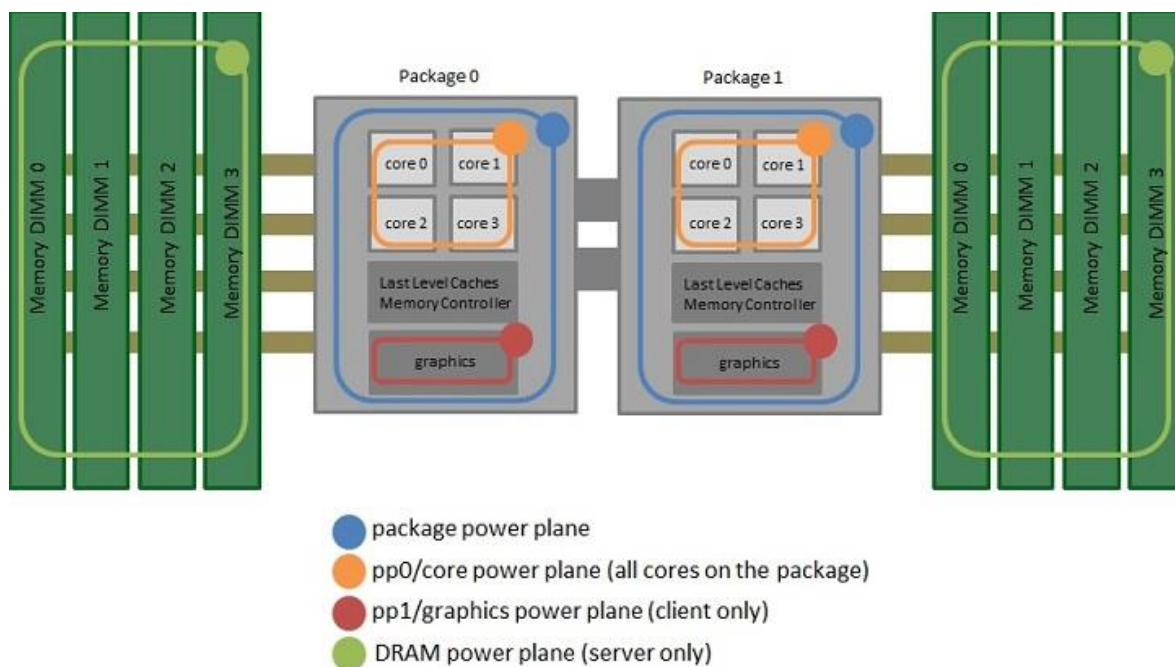 Package 0
Package 1
Memory DIMM 0
Memory DIMM 1
Memory DIMM 2
Memory DIMM 3
core 0
core 1
core 2
core 3
Last Level Caches
Memory Controller
graphics
core 0
core 1
core 2
core 3
Last Level Caches
Memory Controller
graphics
Memory DIMM 0
Memory DIMM 1
Memory DIMM 2
Memory DIMM 3
package power plane
pp0/core power plane (all cores on the package)
pp1/graphics power plane (client only)
DRAM power plane (server only)